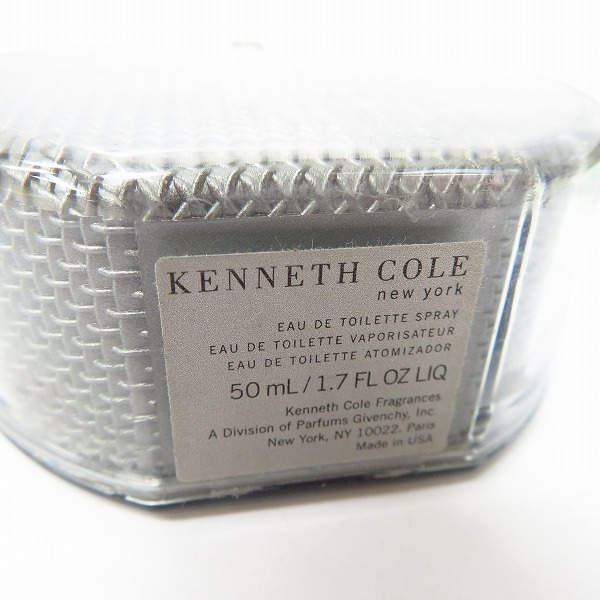 KENNETH COLE
new york
EAU DE TOILETTE SPRAY
EAU DE TOILETTE VAPORISATEUR
EAU DE TOILETTE ATOMIZADOR
50 mL / 1.7 FL OZ LIQ
Kenneth Cole Fragrances
A Division of Parfums Givenchy, Inc.
New York, NY 10022. Paris
Made in USA